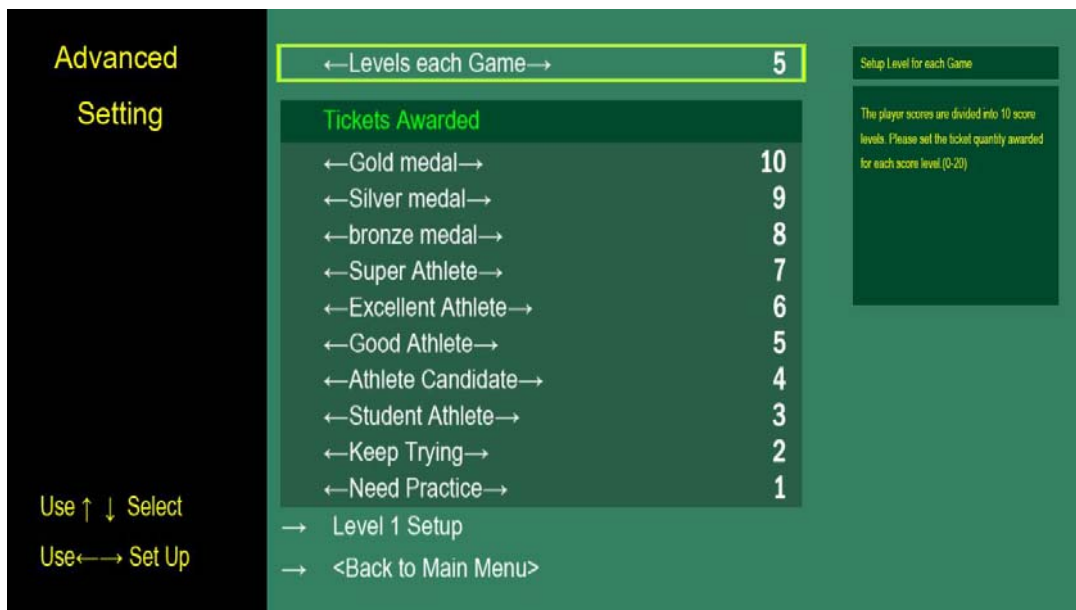 Advanced
Setting
←Levels each Game→ 5
Tickets Awarded
←Gold medal→ 10
←Silver medal→ 9
←bronze medal→ 8
←Super Athlete→ 7
←Excellent Athlete→ 6
←Good Athlete→ 5
←Athlete Candidate→ 4
←Student Athlete→ 3
←Keep Trying→ 2
←Need Practice→ 1
→ Level 1 Setup
→ <Back to Main Menu>
Use ↑ ↓ Select
Use←→ Set Up
Setup Level for each Game
The player scores are divided into 10 score
levels. Please set the ticket quantity awarded
for each score level.(0-20)